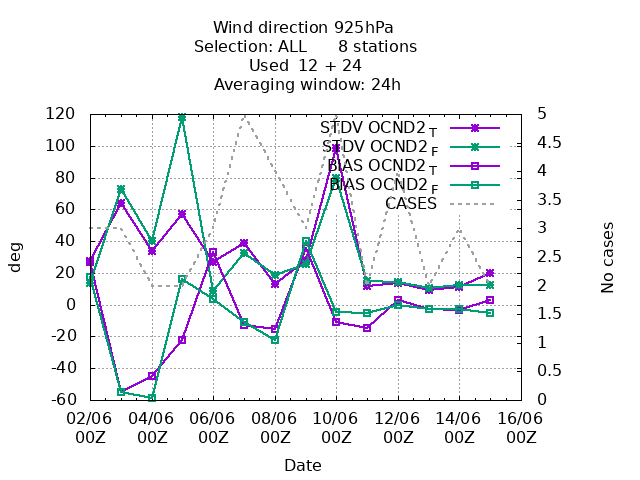 Wind direction 925hPa
Selection: ALL 8 stations
Used 12 + 24
Averaging window: 24h
120
100
80
60
40
20
0
-20
-40
-60
deg
5
4.5
4
3.5
3
2.5
2
1.5
1
0.5
0
No cases
STDV OCND2 T
STDV OCND2 F
BIAS OCND2 T
BIAS OCND2 F
CASES
02/06 04/06 06/06 08/06 10/06 12/06 14/06 16/06
00Z 00Z 00Z 00Z 00Z 00Z 00Z 00Z
Date